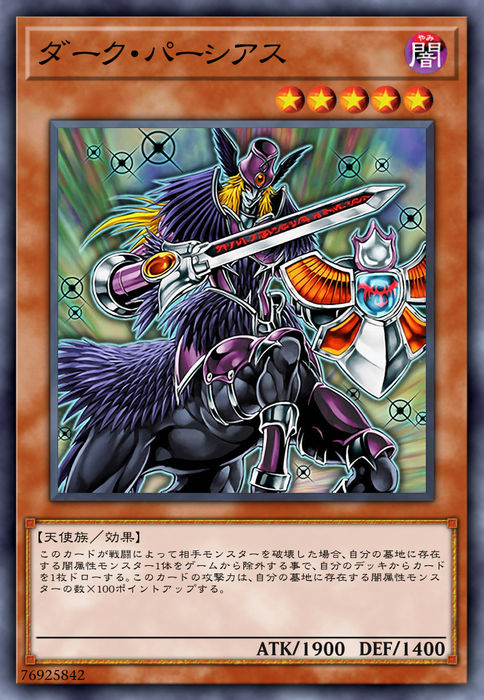 ダーク・パーシアス
やみ
闇
【天使族／効果】
このカードが戦闘によって相手モンスターを破壊した場合、自分の墓地に存在
する闇属性モンスター1体をゲームから除外する事で、自分のデッキからカード
を1枚ドローする。このカードの攻撃力は、自分の墓地に存在する闇属性モンス
ターの数×100ポイントアップする。
ATK/1900 DEF/1400
76925842